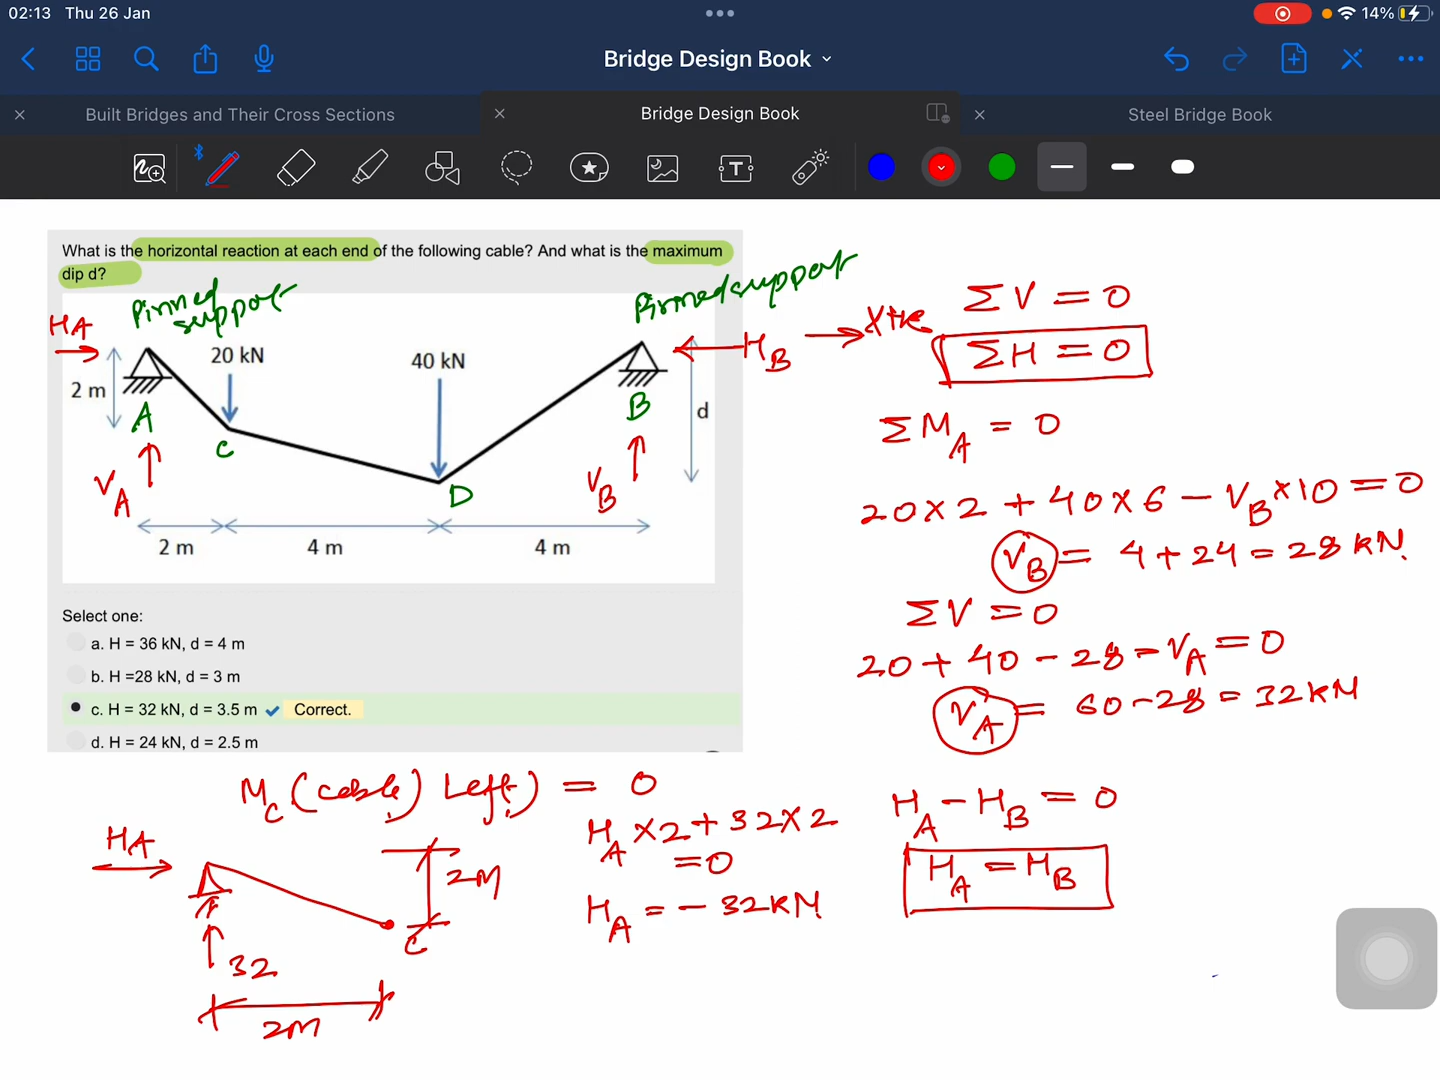 02:13 Thu 26 Jan
14%
Bridge Design Book
Built Bridges and Their Cross Sections
Bridge Design Book
Steel Bridge Book
What is the horizontal reaction at each end of the following cable? And what is the maximum
dip d?
Pinned
support
Pinned support
HA
20 kN
40 kN
HB
X+ve
2 m
A
B
d
C
VA
D
VB
2 m
4 m
4 m
Select one:
a. H = 36 kN, d = 4 m
b. H =28 kN, d = 3 m
c. H = 32 kN, d = 3.5 m Correct.
d. H = 24 kN, d = 2.5 m
ΣV = 0
ΣH = 0
ΣMA = 0
20×2 + 40×6 − VB×10 = 0
VB = 4 + 24 = 28 kN
ΣV = 0
20 + 40 − 28 − VA = 0
VA = 60 − 28 = 32 kN
Mc (cable) Left) = 0
HA
2M
C
32
2M
HA × 2 + 32 × 2
= 0
HA = − 32 kN
HA − HB = 0
HA = HB